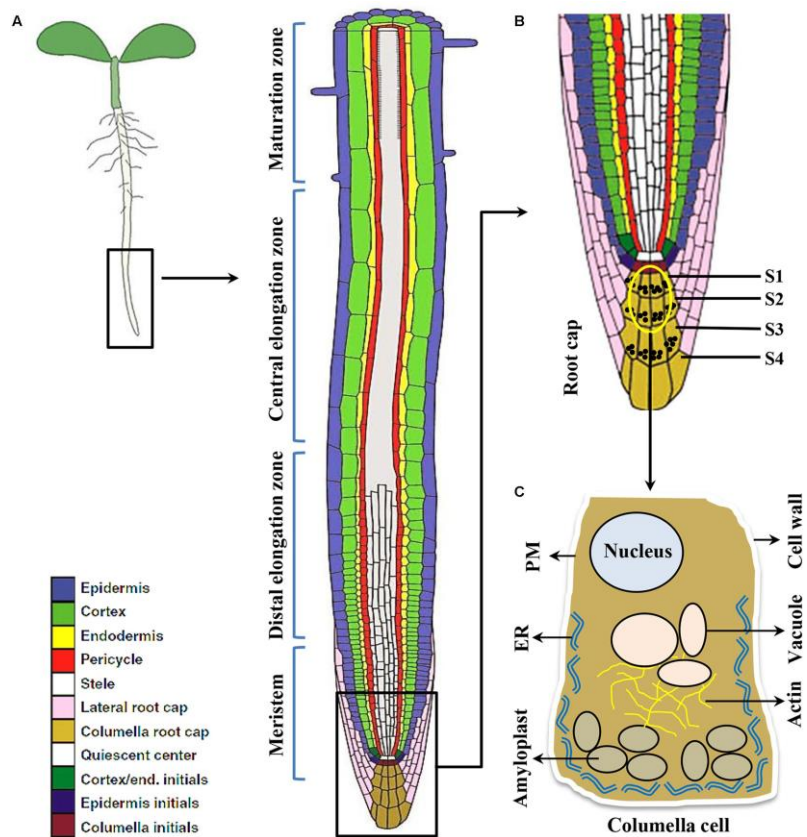 A
Maturation zone
Central elongation zone
Distal elongation zone
Meristem
Epidermis
Cortex
Endodermis
Pericycle
Stele
Lateral root cap
Columella root cap
Quiescent center
Cortex/end. initials
Epidermis initials
Columella initials
B
S1
S2
S3
S4
Root cap
C
Nucleus
PM
Cell wall
ER
Vacuole
Actin
Amyloplast
Columella cell